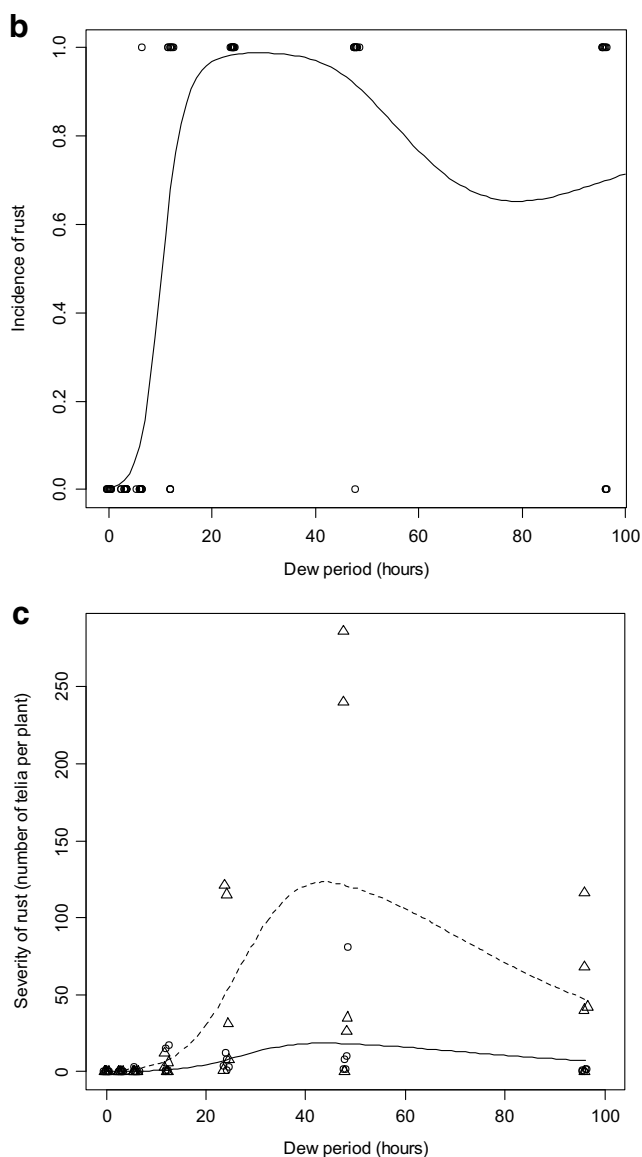 b
1.0
0.8
0.6
0.4
0.2
0.0
Incidence of rust
0 20 40 60 80 100
Dew period (hours)
c
250
200
150
100
50
0
Severity of rust (number of telia per plant)
0 20 40 60 80 100
Dew period (hours)